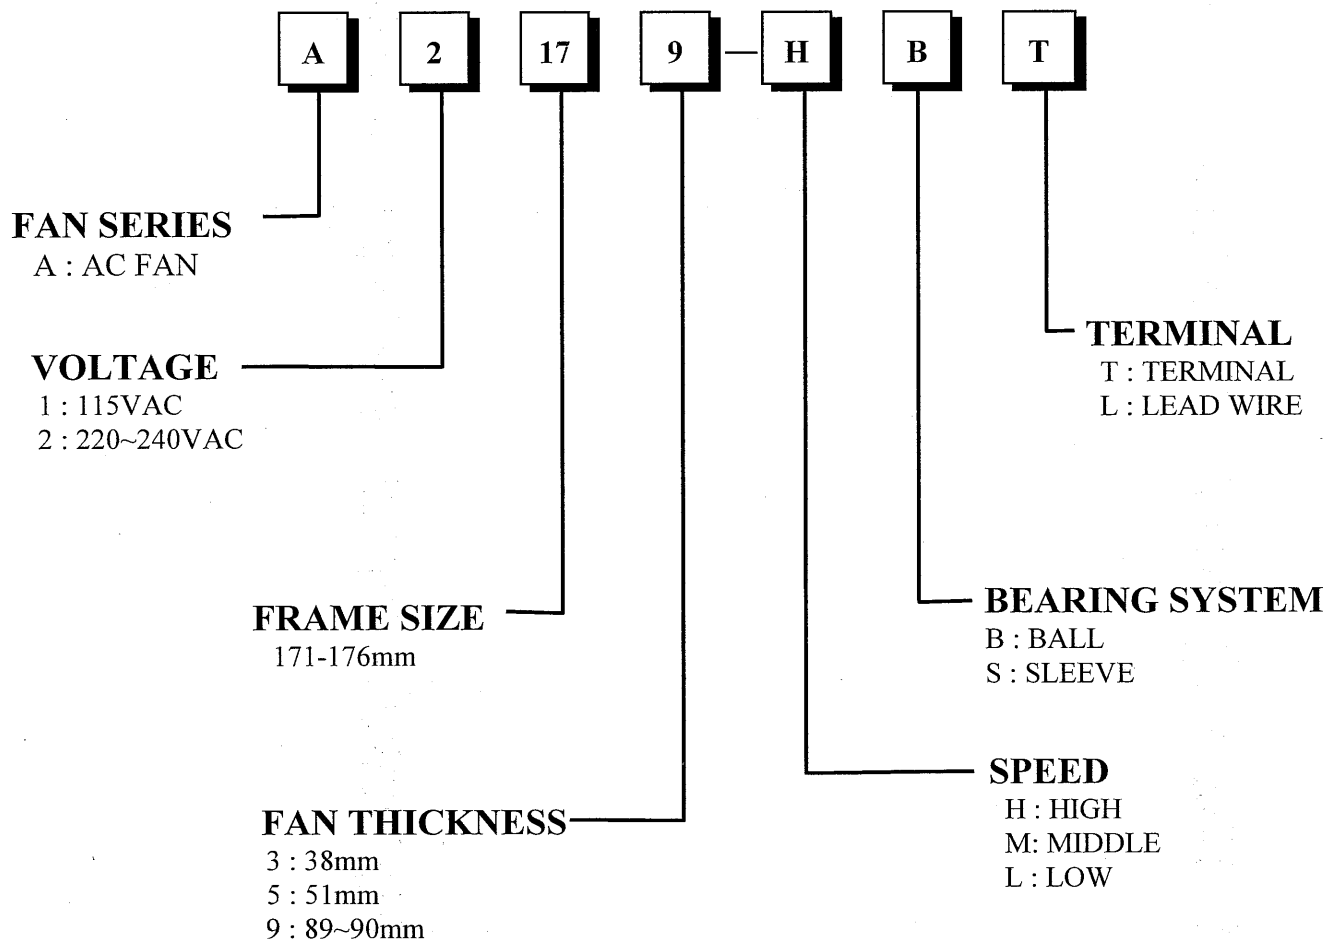 A 2 17 9 — H B T
FAN SERIES
A : AC FAN
VOLTAGE
1 : 115VAC
2 : 220~240VAC
TERMINAL
T : TERMINAL
L : LEAD WIRE
FRAME SIZE
171-176mm
BEARING SYSTEM
B : BALL
S : SLEEVE
SPEED
H : HIGH
M: MIDDLE
L : LOW
FAN THICKNESS
3 : 38mm
5 : 51mm
9 : 89~90mm